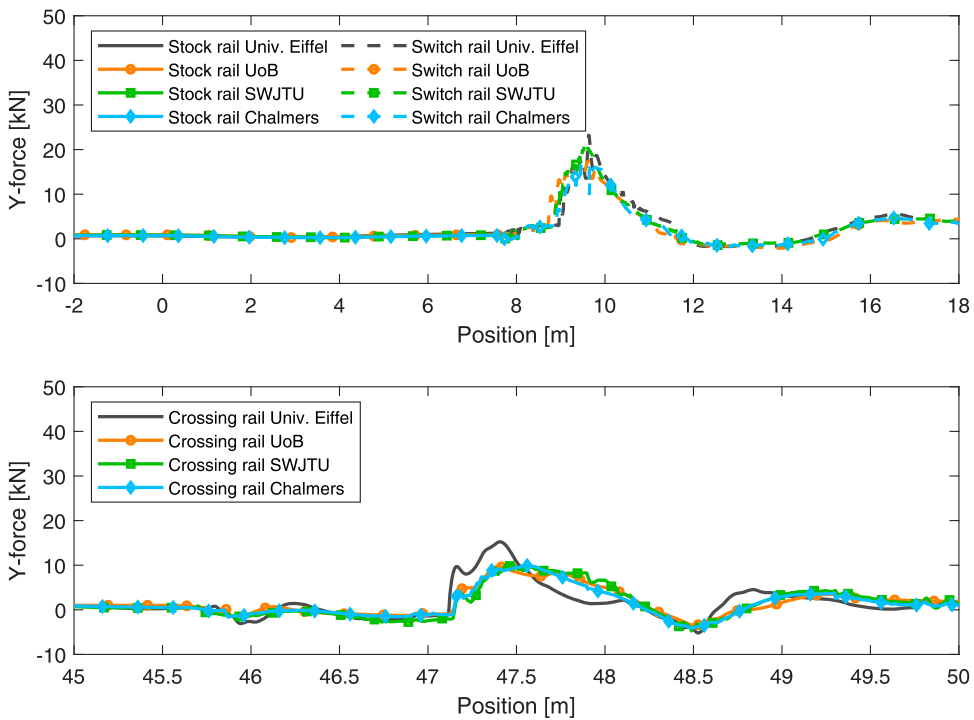 50
40
30
20
10
0
-10
Y-force [kN]
Stock rail Univ. Eiffel
Stock rail UoB
Stock rail SWJTU
Stock rail Chalmers
Switch rail Univ. Eiffel
Switch rail UoB
Switch rail SWJTU
Switch rail Chalmers
-2 0 2 4 6 8 10 12 14 16 18
Position [m]
50
40
30
20
10
0
-10
Y-force [kN]
Crossing rail Univ. Eiffel
Crossing rail UoB
Crossing rail SWJTU
Crossing rail Chalmers
45 45.5 46 46.5 47 47.5 48 48.5 49 49.5 50
Position [m]